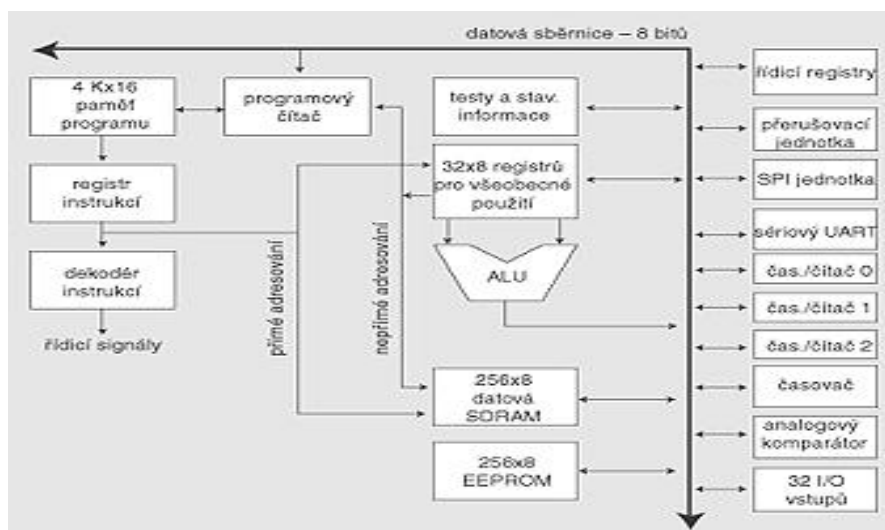 datová sběrnice – 8 bitů
4 Kx16
paměť
programu
programový
čítač
testy a stav.
informace
řídicí registry
přerušovací
jednotka
registr
instrukcí
32x8 registrů
pro všeobecné
použití
SPI jednotka
sériový UART
dekodér
instrukcí
ALU
čas./čítač 0
čas./čítač 1
řídicí signály
přímé adresování
nepřímé adresování
čas./čítač 2
256x8
datová
SORAM
časovač
analogový
komparátor
256x8
EEPROM
32 I/O
vstupů